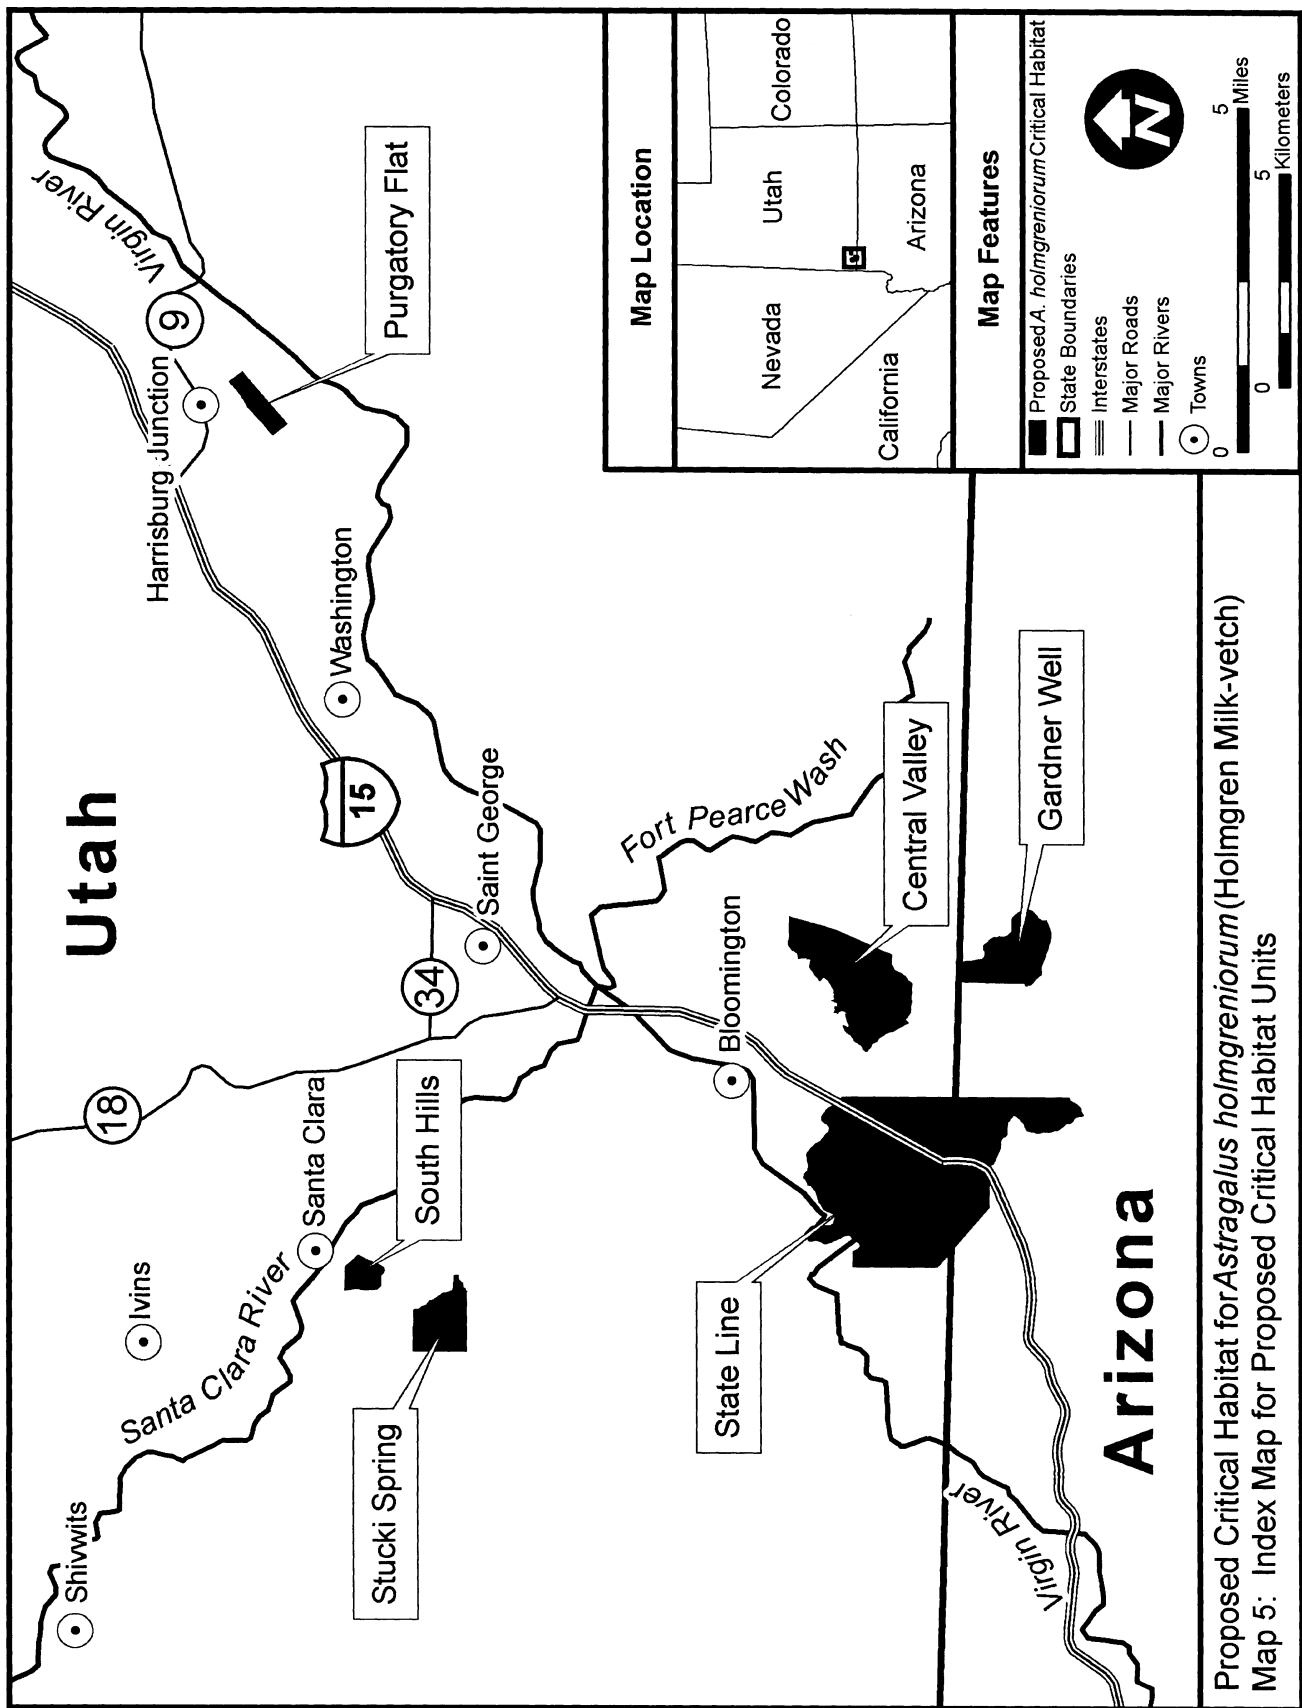 Utah
Arizona
Shivwits
Ivins
Santa Clara River
Santa Clara
18
South Hills
Stucki Spring
34
Saint George
15
Washington
Harrisburg Junction
9
Virgin River
Purgatory Flat
Fort Pearce Wash
Bloomington
Central Valley
Gardner Well
State Line
Virgin River
Map Location
Nevada
Utah
Colorado
California
Arizona
Map Features
Proposed A. holmgreniorum Critical Habitat
State Boundaries
Interstates
Major Roads
Major Rivers
Towns
N
0 5
Miles
0 5
Kilometers
Proposed Critical Habitat for Astragalus holmgreniorum (Holmgren Milk-vetch)
Map 5: Index Map for Proposed Critical Habitat Units